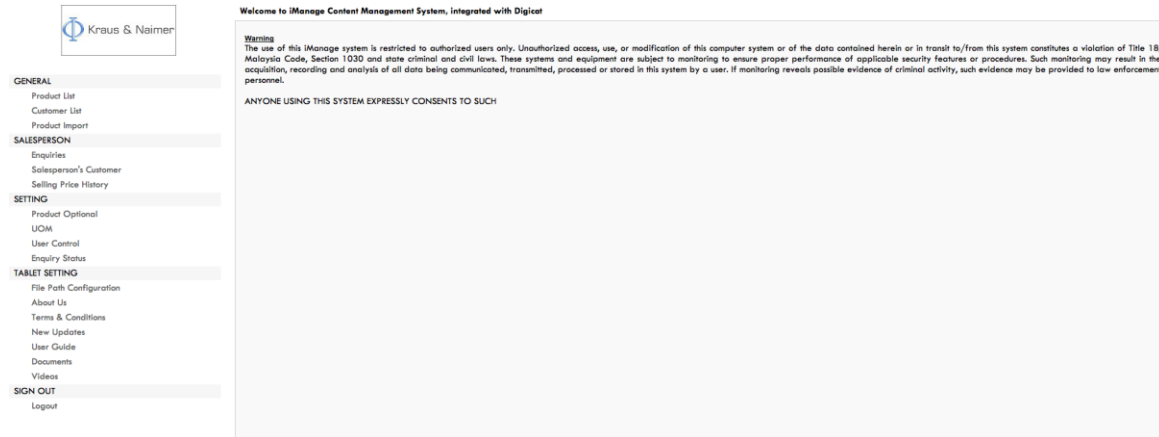 Kraus & Naimer
GENERAL
Product List
Customer List
Product Import
SALESPERSON
Enquiries
Salesperson's Customer
Selling Price History
SETTING
Product Optional
UOM
User Control
Enquiry Status
TABLET SETTING
File Path Configuration
About Us
Terms & Conditions
New Updates
User Guide
Documents
Videos
SIGN OUT
Logout
Welcome to iManage Content Management System, integrated with Digicat
Warning
The use of this iManage system is restricted to authorized users only. Unauthorized access, use, or modification of this computer system or of the data contained herein or in transit to/from this system constitutes a violation of Title 18
Malaysia Code, Section 1030 and state criminal and civil laws. These systems and equipment are subject to monitoring to ensure proper performance of applicable security features or procedures. Such monitoring may result in the
acquisition, recording and analysis of all data being communicated, transmitted, processed or stored in this system by a user. If monitoring reveals possible evidence of criminal activity, such evidence may be provided to law enforcement
personnel.
ANYONE USING THIS SYSTEM EXPRESSLY CONSENTS TO SUCH